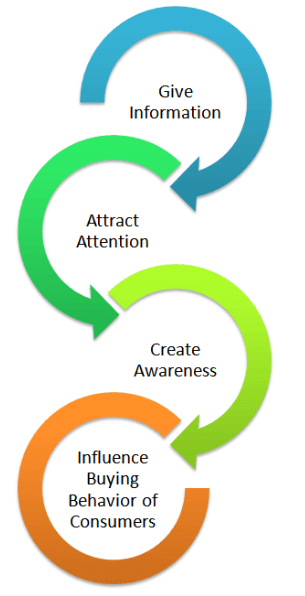 Give
Information
Attract
Attention
Create
Awareness
Influence
Buying
Behavior of
Consumers